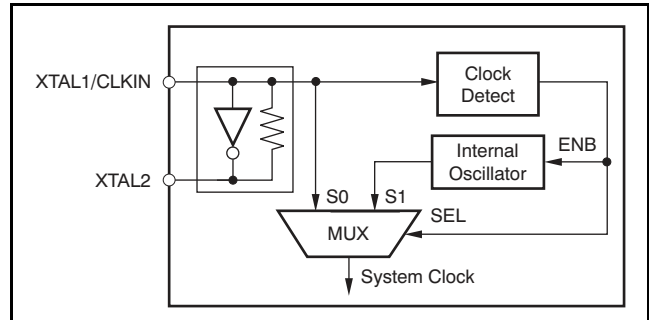 XTAL1/CLKIN
Clock
Detect
Internal
Oscillator
ENB
XTAL2
S0
S1
SEL
MUX
System Clock